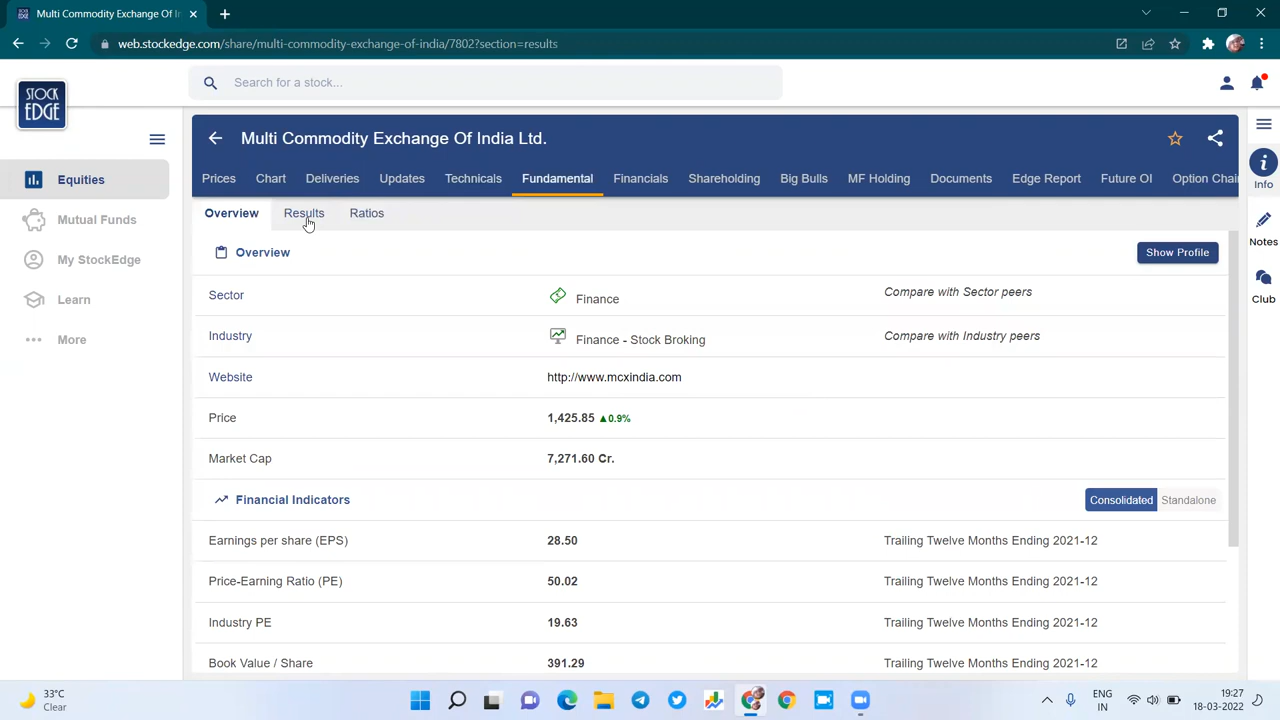 Multi Commodity Exchange Of In
web.stockedge.com/share/multi-commodity-exchange-of-india/7802?section=results
STOCK EDGE
Search for a stock...
Multi Commodity Exchange Of India Ltd.
Prices Chart Deliveries Updates Technicals Fundamental Financials Shareholding Big Bulls MF Holding Documents Edge Report Future OI Option Chain
Overview Results Ratios
Equities
Mutual Funds
My StockEdge
Learn
More
Info
Notes
Club
Overview Show Profile
Sector Finance Compare with Sector peers
Industry Finance - Stock Broking Compare with Industry peers
Website http://www.mcxindia.com
Price 1,425.85 ▲0.9%
Market Cap 7,271.60 Cr.
Financial Indicators Consolidated Standalone
Earnings per share (EPS) 28.50 Trailing Twelve Months Ending 2021-12
Price-Earning Ratio (PE) 50.02 Trailing Twelve Months Ending 2021-12
Industry PE 19.63 Trailing Twelve Months Ending 2021-12
Book Value / Share 391.29 Trailing Twelve Months Ending 2021-12
33°C
Clear
ENG
IN
19:27
18-03-2022